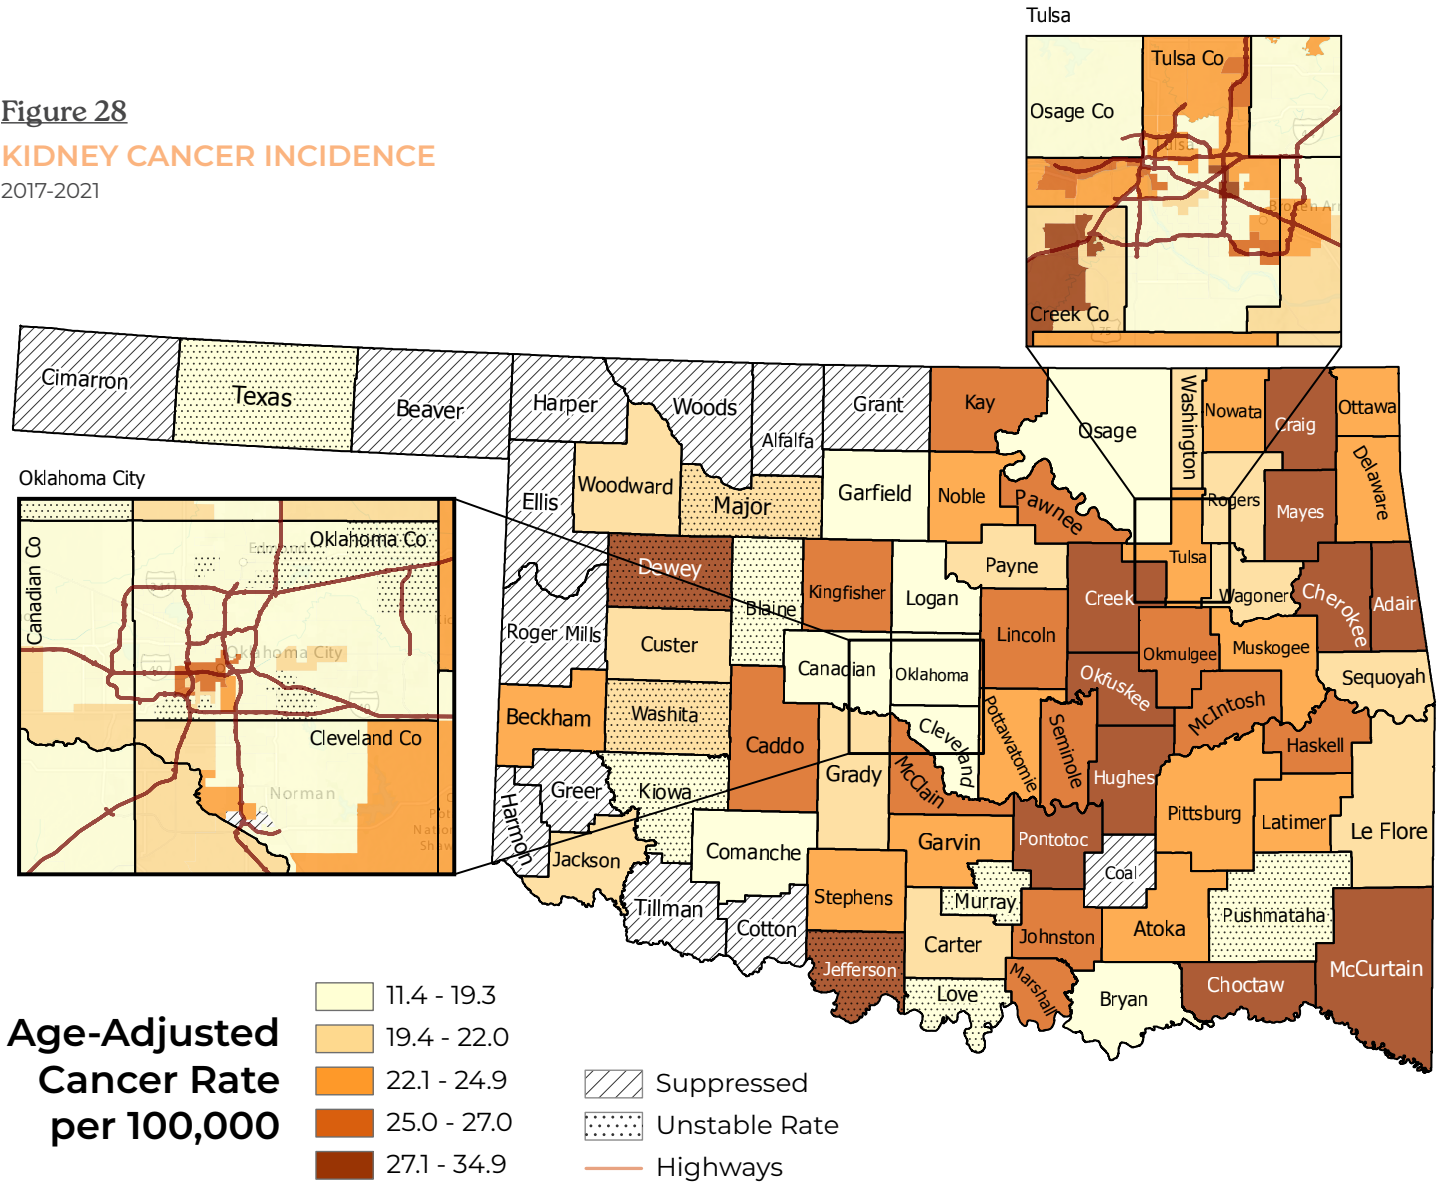 Tulsa
Tulsa Co
Osage Co
Tulsa
Creek Co
75
Figure 28
KIDNEY CANCER INCIDENCE
2017-2021
Cimarron
Texas
Beaver
Harper
Woods
Alfalfa
Grant
Kay
Osage
Washington
Nowata
Craig
Ottawa
Delaware
Oklahoma City
Canadian Co
Oklahoma Co
Edmond
Oklahoma City
Cleveland Co
Norman
Ellis
Woodward
Major
Garfield
Noble
Pawnee
Rogers
Mayes
Dewey
Blaine
Kingfisher
Logan
Payne
Creek
Tulsa
Wagoner
Cherokee
Adair
Roger Mills
Custer
Canadian
Oklahoma
Lincoln
Okmulgee
Muskogee
Sequoyah
Beckham
Washita
Caddo
Grady
Cleveland
McClain
Pottawatomie
Seminole
Okfuskee
Hughes
McIntosh
Haskell
Harmon
Greer
Kiowa
Jackson
Comanche
Garvin
Pontotoc
Coal
Pittsburg
Latimer
Le Flore
Tillman
Cotton
Stephens
Murray
Carter
Johnston
Atoka
Pushmataha
Jefferson
Love
Marshall
Bryan
Choctaw
McCurtain
Age-Adjusted
Cancer Rate
per 100,000
11.4 - 19.3
19.4 - 22.0
22.1 - 24.9
25.0 - 27.0
27.1 - 34.9
Suppressed
Unstable Rate
Highways